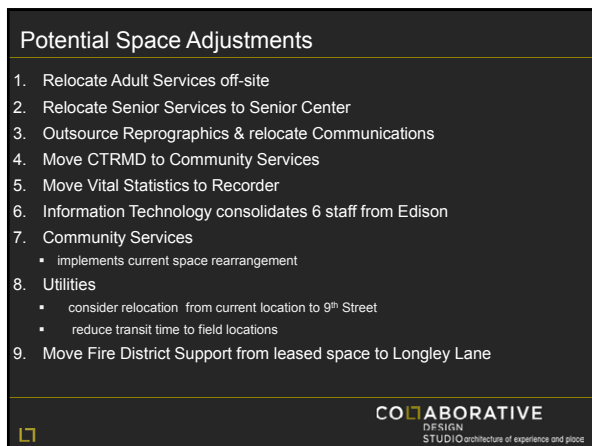 Potential Space Adjustments
1. Relocate Adult Services off-site
2. Relocate Senior Services to Senior Center
3. Outsource Reprographics & relocate Communications
4. Move CTRMD to Community Services
5. Move Vital Statistics to Recorder
6. Information Technology consolidates 6 staff from Edison
7. Community Services
▪ implements current space rearrangement
8. Utilities
▪ consider relocation from current location to 9th Street
▪ reduce transit time to field locations
9. Move Fire District Support from leased space to Longley Lane
COLLABORATIVE
DESIGN
STUDIO architecture of experience and place